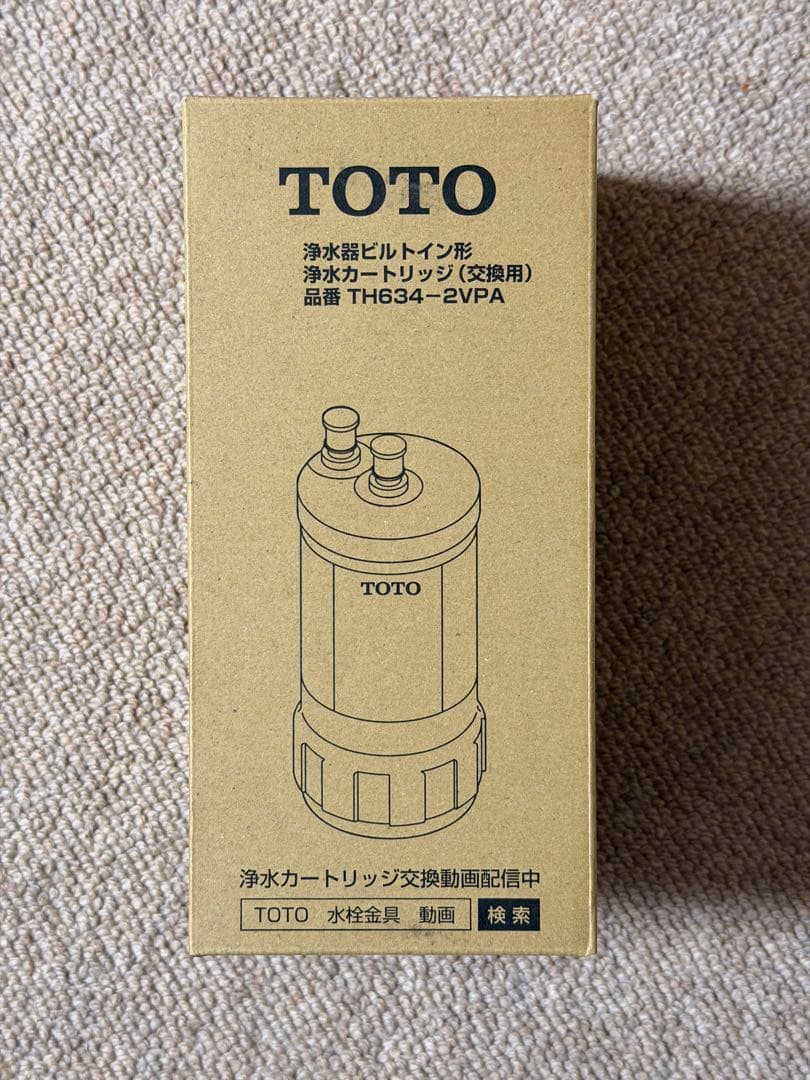 TOTO
浄水器ビルトイン形
浄水カートリッジ（交換用）
品番 TH634−2VPA
TOTO
浄水カートリッジ交換動画配信中
TOTO 水栓金具 動画 検索